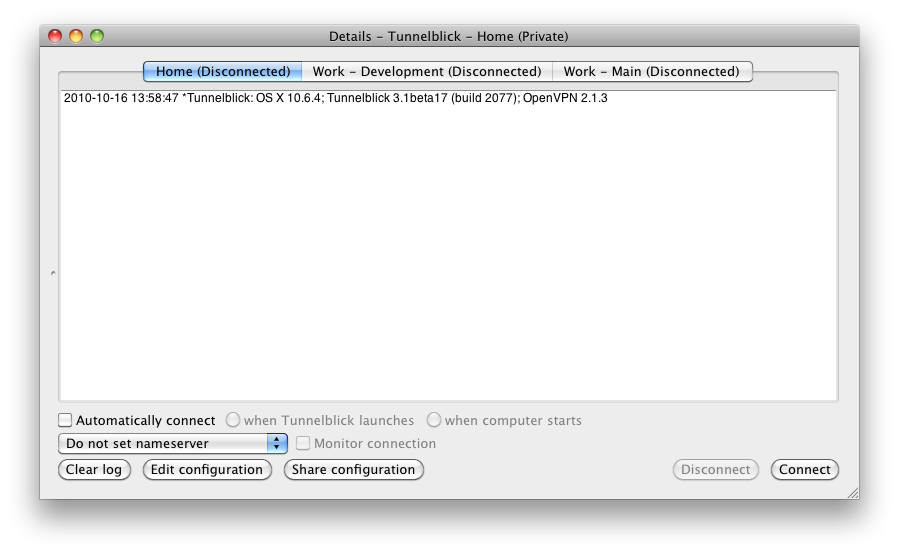 Details – Tunnelblick – Home (Private)
Home (Disconnected) Work – Development (Disconnected) Work – Main (Disconnected)
2010-10-16 13:58:47 *Tunnelblick: OS X 10.6.4; Tunnelblick 3.1beta17 (build 2077); OpenVPN 2.1.3
Automatically connect when Tunnelblick launches when computer starts
Do not set nameserver Monitor connection
Clear log Edit configuration Share configuration Disconnect Connect